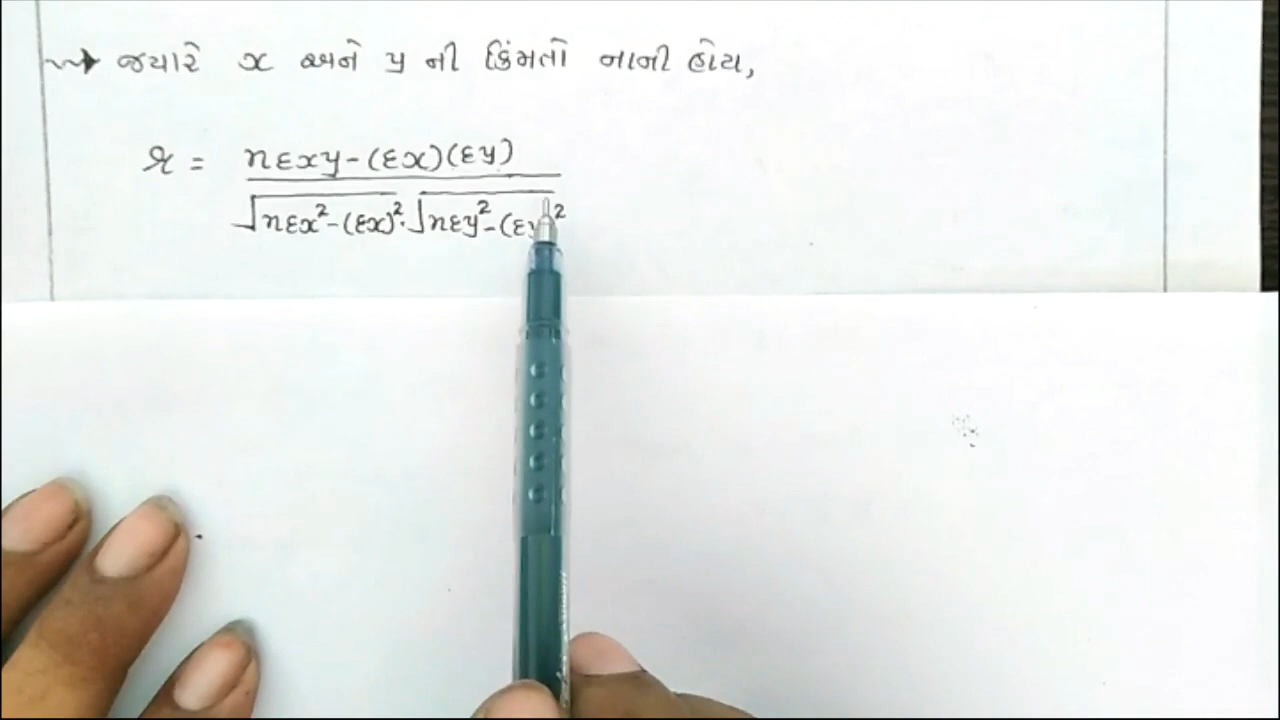 જ્યારે x અને y ની કિંમતો નાની હોય,
r = nΣxy-(Σx)(Σy)
√nΣx²-(Σx)²·√nΣy²-(Σy)²